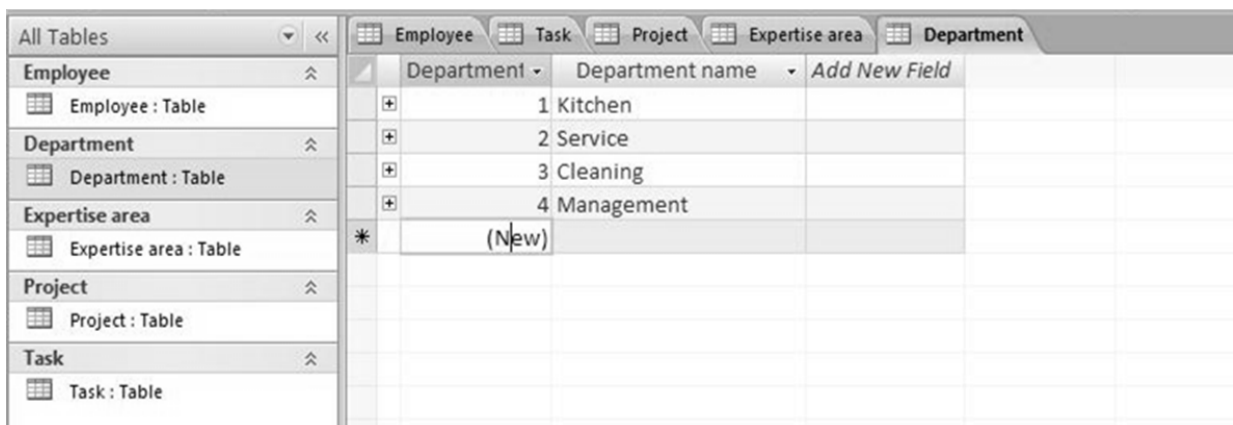 All Tables
Employee
Employee : Table
Department
Department : Table
Expertise area
Expertise area : Table
Project
Project : Table
Task
Task : Table
Employee Task Project Expertise area Department
Department Department name Add New Field
1 Kitchen
2 Service
3 Cleaning
4 Management
(New)